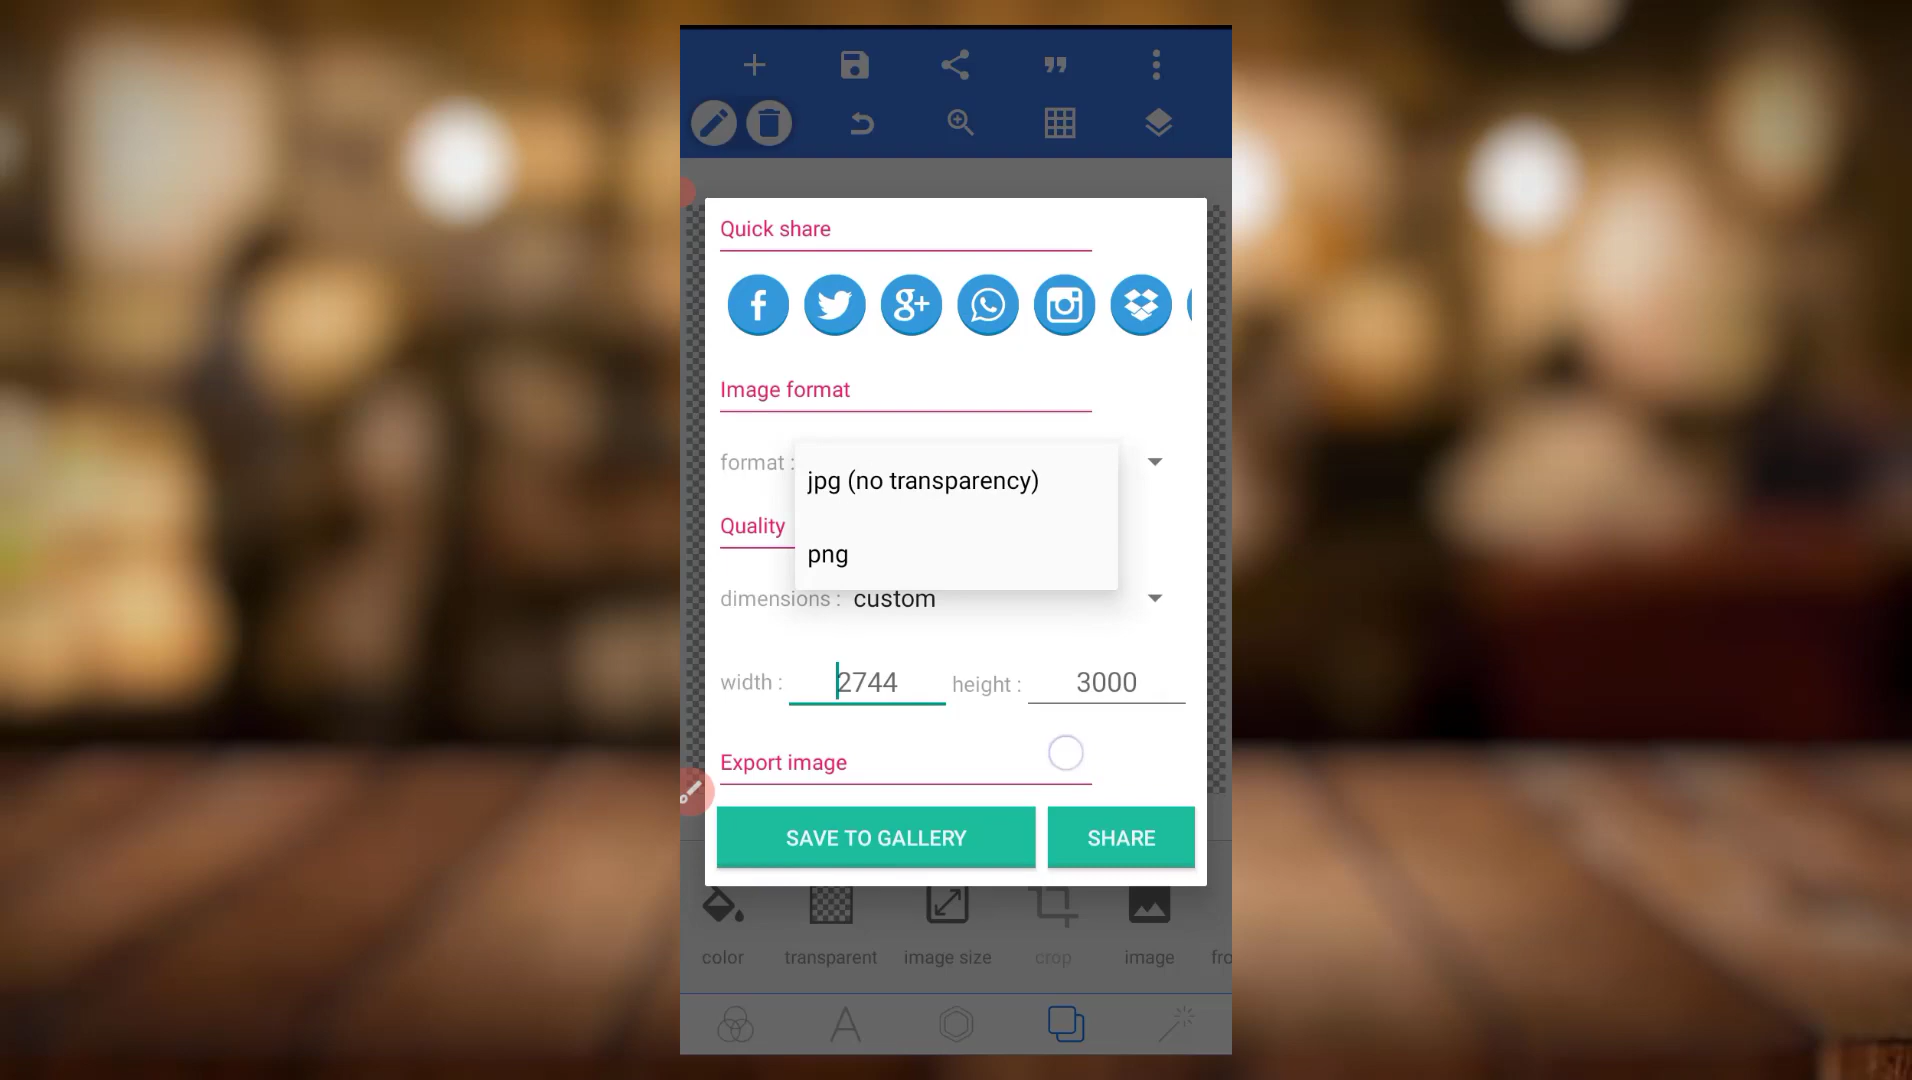 Quick share
Image format
format :
jpg (no transparency)
Quality
png
dimensions : custom
width : 2744 height : 3000
Export image
SAVE TO GALLERY SHARE
color transparent image size crop image fro